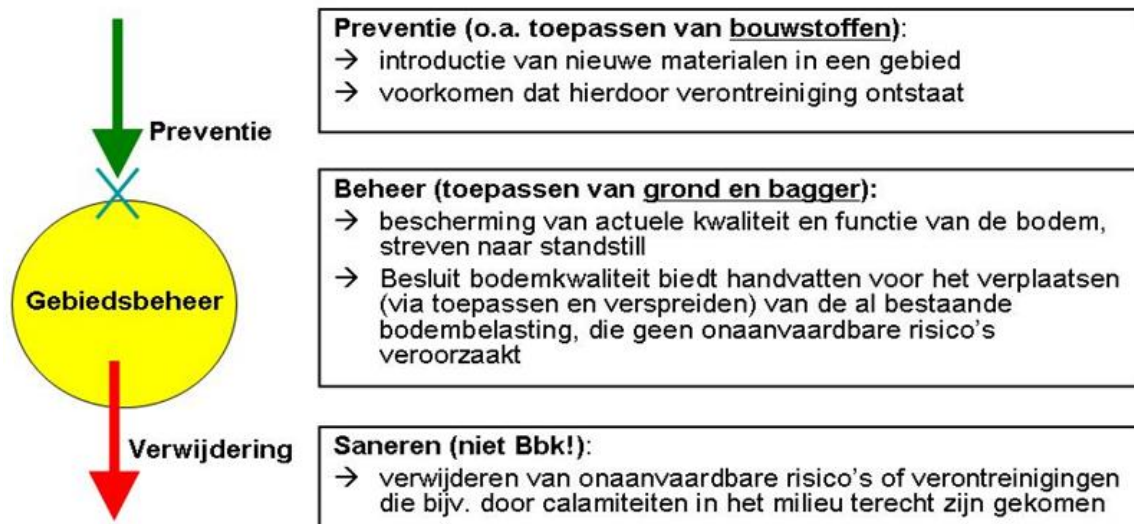 Preventie
Gebiedsbeheer
Verwijdering
Preventie (o.a. toepassen van bouwstoffen):
→ introductie van nieuwe materialen in een gebied
→ voorkomen dat hierdoor verontreiniging ontstaat
Beheer (toepassen van grond en bagger):
→ bescherming van actuele kwaliteit en functie van de bodem,
streven naar standstill
→ Besluit bodemkwaliteit biedt handvatten voor het verplaatsen
(via toepassen en verspreiden) van de al bestaande
bodembelasting, die geen onaanvaardbare risico's
veroorzaakt
Saneren (niet Bbk!):
→ verwijderen van onaanvaardbare risico's of verontreinigingen
die bijv. door calamiteiten in het milieu terecht zijn gekomen